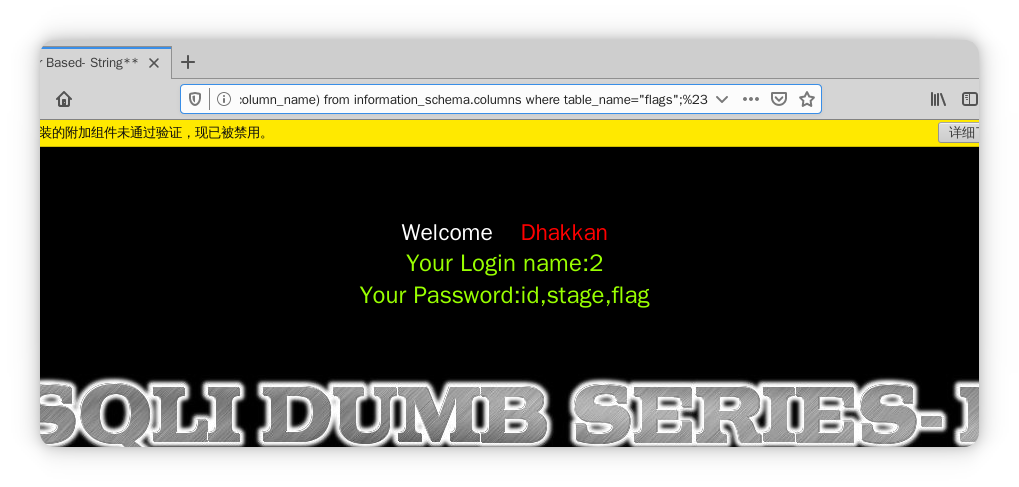 r Based- String**
:olumn_name) from information_schema.columns where table_name="flags";%23
装的附加组件未通过验证，现已被禁用。
详细
Welcome Dhakkan
Your Login name:2
Your Password:id,stage,flag
SQLI DUMB SERIES-